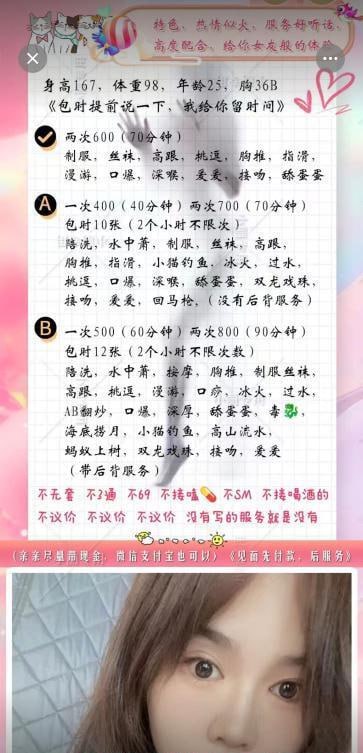 特色，热情似火，服务好听话，
高度配合，给你女友般的体验
身高167，体重98，年龄25，胸36B
《包时提前说一下，我给你留时间》
两次600（70分钟）
制服，丝袜，高跟，挑逗，胸推，指滑，
漫游，口爆，深喉，爱爱，接吻，舔蛋蛋
A
一次400（40分钟）两次700（70分钟）
包时10张（2个小时不限次）
陪洗，水中萧，制服，丝袜，高跟，
胸推，指滑，小猫钓鱼，冰火，过水，
挑逗，口爆，深喉，舔蛋蛋，双龙戏珠，
接吻，爱爱，回马枪，（没有后背服务）
B
一次500（60分钟）两次800（90分钟）
包时12张（2个小时不限次数）
陪洗，水中萧，按摩，胸推，制服丝袜，
高跟，挑逗，漫游，口，冰火，过水，
AB翻炒，口爆，深厚，舔蛋蛋，毒🐲，
海底捞月，小猫钓鱼，高山流水，
蚂蚁上树，双龙戏珠，接吻，爱爱
（带后背服务）
不无套 不3通 不69 不接嗑💊 不SM 不接喝酒的
不议价 不议价 不议价 没有写的服务就是没有
（亲亲尽量带现金，微信支付宝也可以）《见面先付款，后服务》